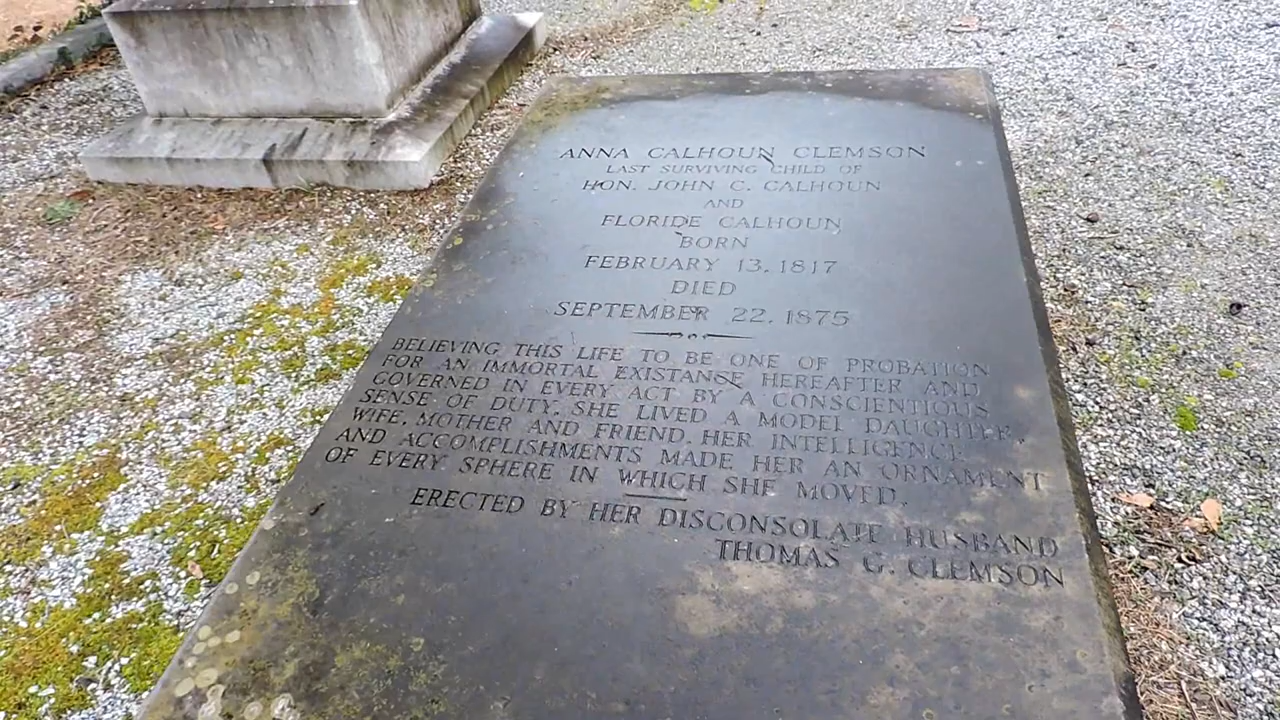 ANNA CALHOUN CLEMSON
LAST SURVIVING CHILD OF
HON. JOHN C. CALHOUN
AND
FLORIDE CALHOUN
BORN
FEBRUARY 13, 1817
DIED
SEPTEMBER 22, 1875
BELIEVING THIS LIFE TO BE ONE OF PROBATION
FOR AN IMMORTAL EXISTANSE HEREAFTER AND
GOVERNED IN EVERY ACT BY A CONSCIENTIOUS
SENSE OF DUTY, SHE LIVED A MODEL DAUGHTER,
WIFE, MOTHER AND FRIEND. HER INTELLIGENCE
AND ACCOMPLISHMENTS MADE HER AN ORNAMENT
OF EVERY SPHERE IN WHICH SHE MOVED.
ERECTED BY HER DISCONSOLATE HUSBAND
THOMAS G. CLEMSON